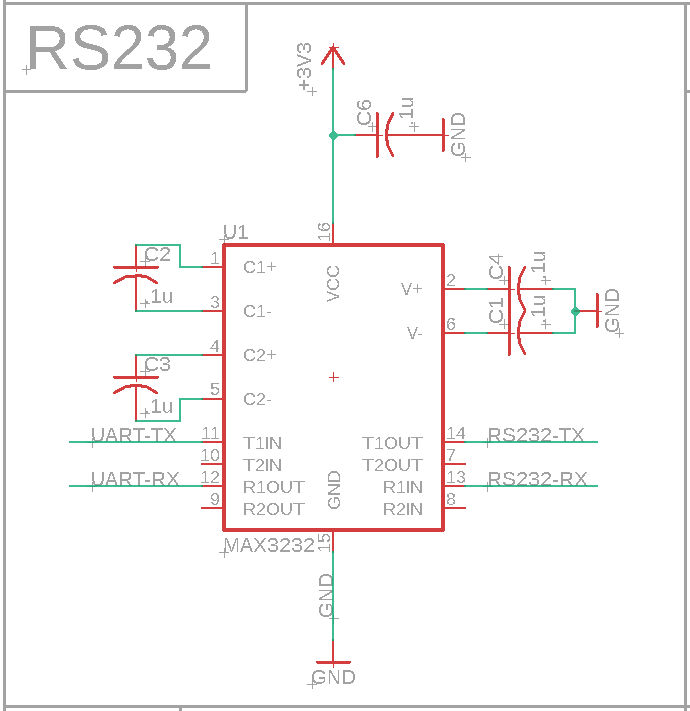 RS232
+3V3
C6
.1u
GND
U1
16
C2
.1u
1
C1+
VCC
V+
2
C4
.1u
3
C1-
V-
6
C1
.1u
GND
4
C2+
C3
.1u
5
C2-
UART-TX
11
T1IN
T1OUT
14
RS232-TX
10
T2IN
T2OUT
7
UART-RX
12
R1OUT
GND
R1IN
13
RS232-RX
9
R2OUT
R2IN
8
MAX3232
15
GND
GND